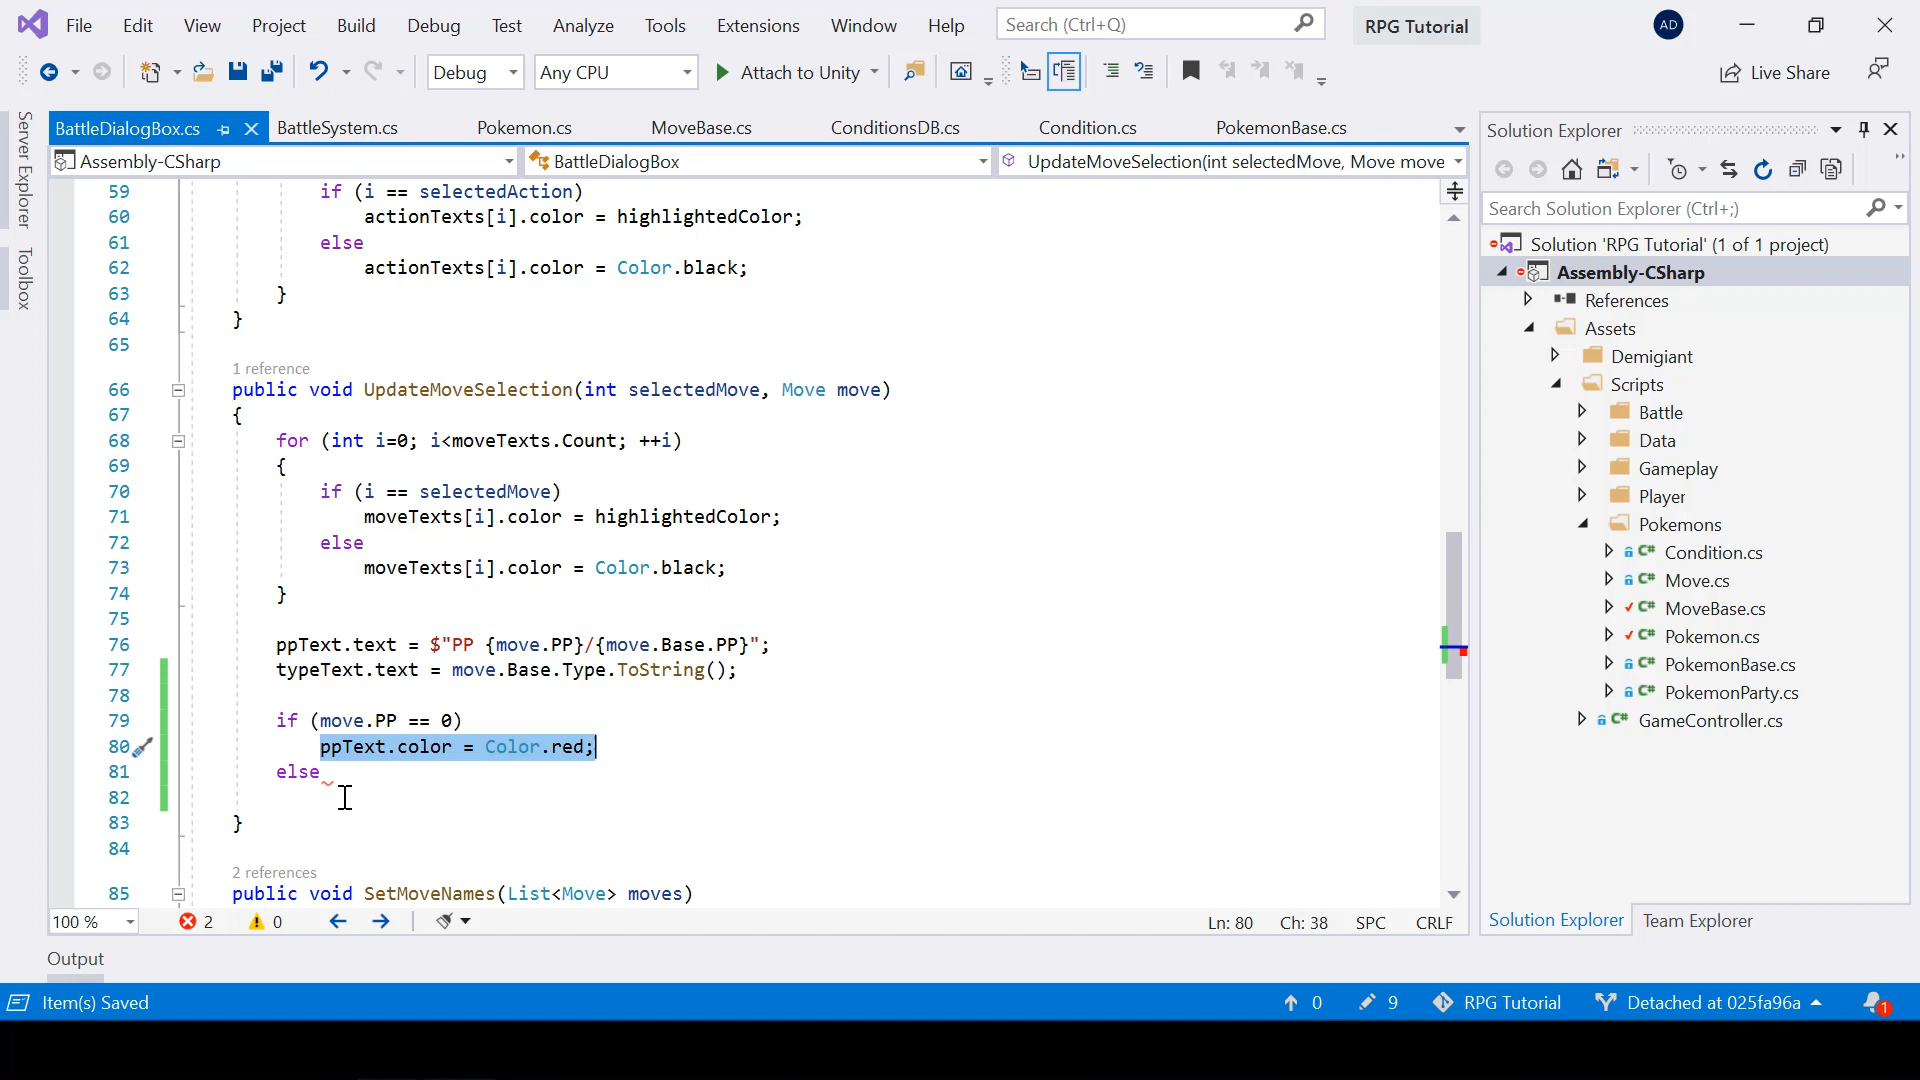 File Edit View Project Build Debug Test Analyze Tools Extensions Window Help Search (Ctrl+Q) RPG Tutorial AD
Debug Any CPU Attach to Unity Live Share
Server Explorer
Toolbox
BattleDialogBox.cs BattleSystem.cs Pokemon.cs MoveBase.cs ConditionsDB.cs Condition.cs PokemonBase.cs
Assembly-CSharp BattleDialogBox UpdateMoveSelection(int selectedMove, Move move
59 if (i == selectedAction)
60 actionTexts[i].color = highlightedColor;
61 else
62 actionTexts[i].color = Color.black;
63 }
64 }
65
1 reference
66 public void UpdateMoveSelection(int selectedMove, Move move)
67 {
68 for (int i=0; i<moveTexts.Count; ++i)
69 {
70 if (i == selectedMove)
71 moveTexts[i].color = highlightedColor;
72 else
73 moveTexts[i].color = Color.black;
74 }
75
76 ppText.text = $"PP {move.PP}/{move.Base.PP}";
77 typeText.text = move.Base.Type.ToString();
78
79 if (move.PP == 0)
80 ppText.color = Color.red;
81 else
82
83 }
84
2 references
85 public void SetMoveNames(List<Move> moves)
100 % 2 0 Ln: 80 Ch: 38 SPC CRLF
Output
Solution Explorer
Search Solution Explorer (Ctrl+;)
Solution 'RPG Tutorial' (1 of 1 project)
Assembly-CSharp
References
Assets
Demigiant
Scripts
Battle
Data
Gameplay
Player
Pokemons
C# Condition.cs
C# Move.cs
C# MoveBase.cs
C# Pokemon.cs
C# PokemonBase.cs
C# PokemonParty.cs
C# GameController.cs
Solution Explorer Team Explorer
Item(s) Saved 0 9 RPG Tutorial Detached at 025fa96a 1